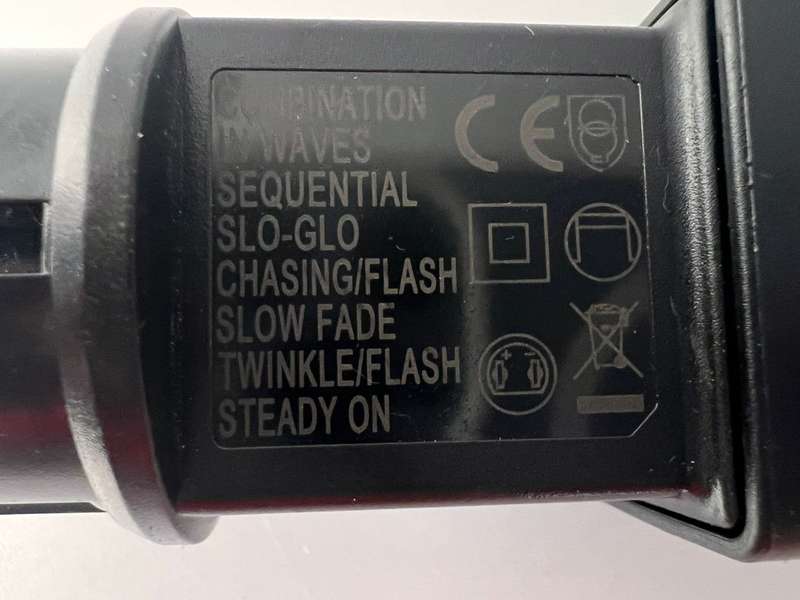 COMBINATION
IN WAVES
SEQUENTIAL
SLO-GLO
CHASING/FLASH
SLOW FADE
TWINKLE/FLASH
STEADY ON
CE
+ -